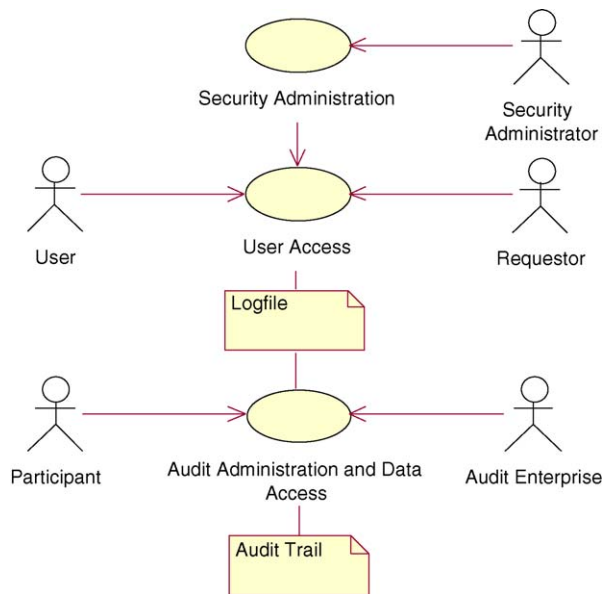 Security Administration
Security
Administrator
User
User Access
Requestor
Logfile
Participant
Audit Administration and Data
Access
Audit Enterprise
Audit Trail